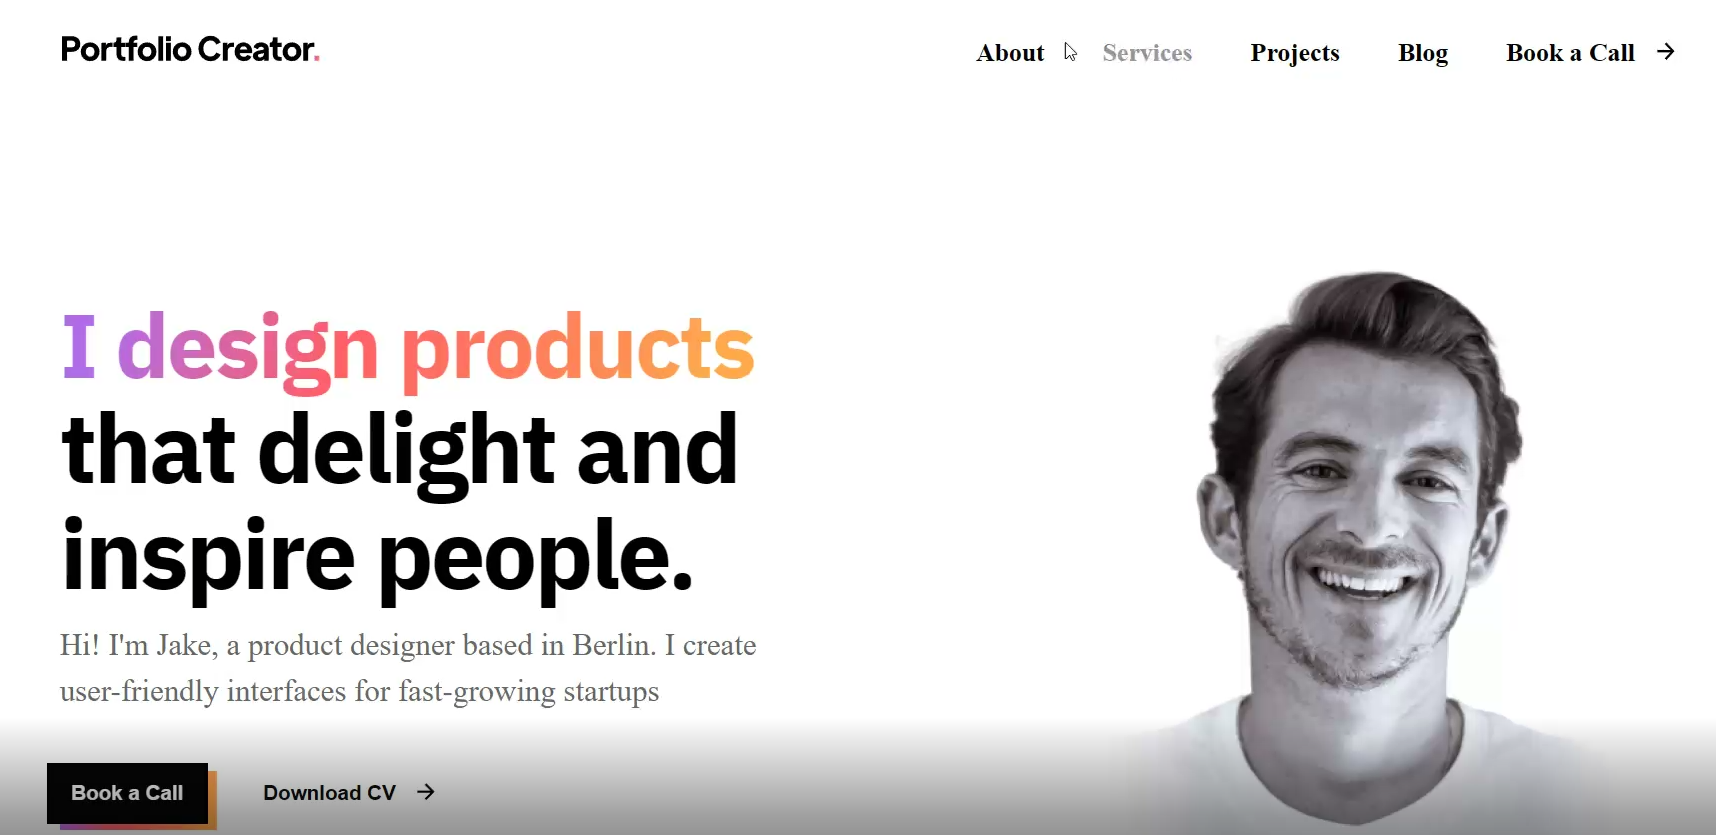 Portfolio Creator.
About Services Projects Blog Book a Call →
I design products
that delight and
inspire people.
Hi! I'm Jake, a product designer based in Berlin. I create
user-friendly interfaces for fast-growing startups
Book a Call Download CV →